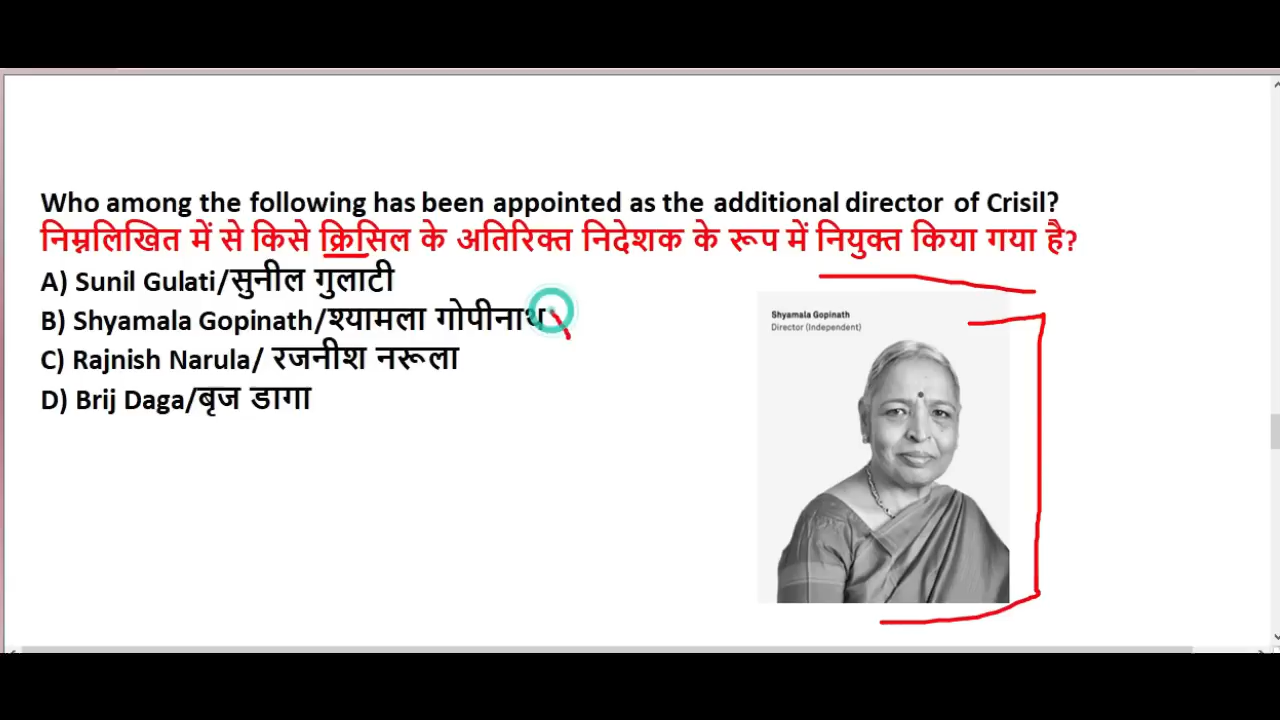 Who among the following has been appointed as the additional director of Crisil?
निम्नलिखित में से किसे क्रिसिल के अतिरिक्त निदेशक के रूप में नियुक्त किया गया है?
A) Sunil Gulati/सुनील गुलाटी
B) Shyamala Gopinath/श्यामला गोपीनाथ
C) Rajnish Narula/ रजनीश नरूला
D) Brij Daga/बृज डागा
Shyamala Gopinath
Director (Independent)